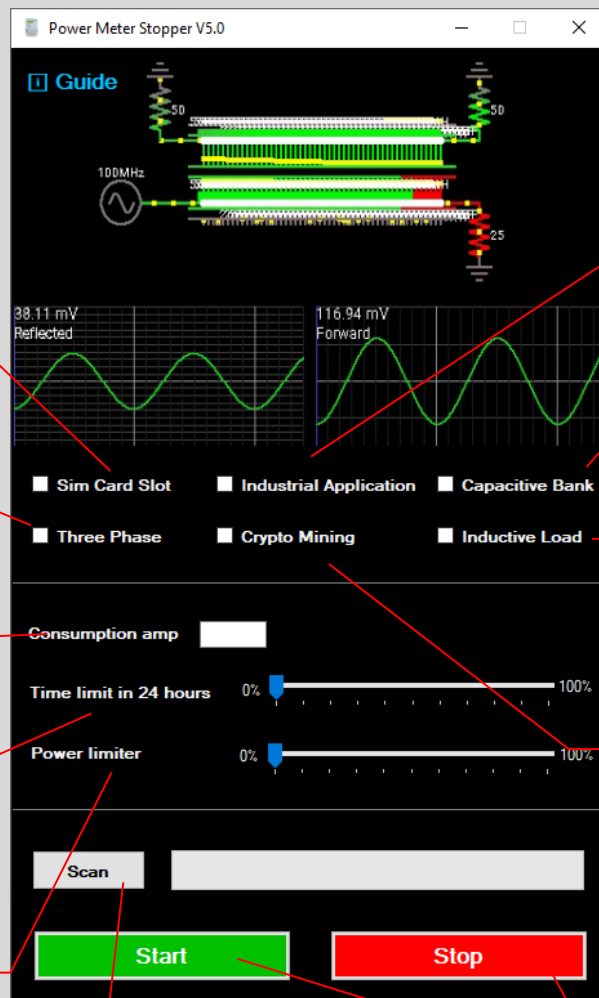 Power Meter Stopper V5.0
i Guide
50
50
100MHz
25
38.11 mV
Reflected
116.94 mV
Forward
Sim Card Slot
Industrial Application
Capacitive Bank
Three Phase
Crypto Mining
Inductive Load
Consumption amp
Time limit in 24 hours
0%
100%
Power limiter
0%
100%
Scan
Start
Stop